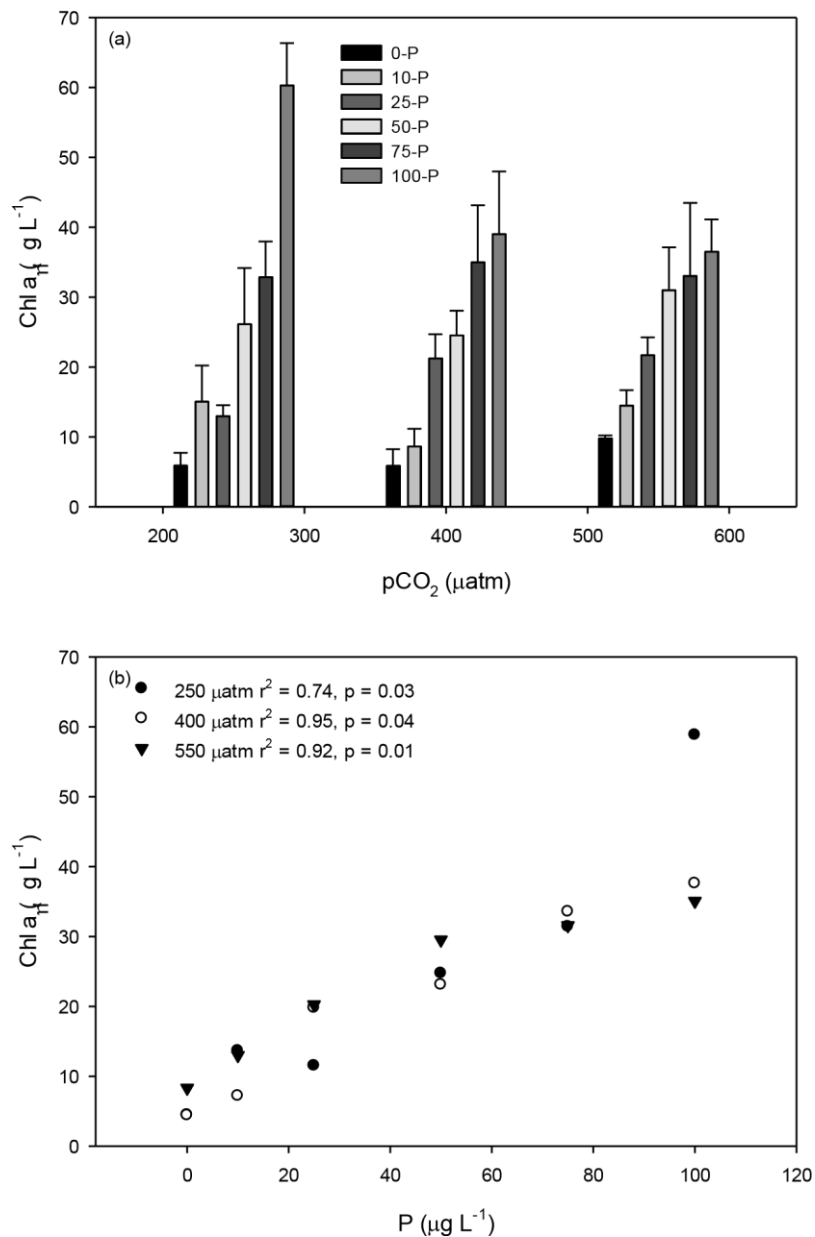 (a)
0-P
10-P
25-P
50-P
75-P
100-P
70
60
50
40
30
20
10
0
Chl a ( g L⁻¹)
200 300 400 500 600
pCO₂ (μatm)
(b)
250 μatm r² = 0.74, p = 0.03
400 μatm r² = 0.95, p = 0.04
550 μatm r² = 0.92, p = 0.01
70
60
50
40
30
20
10
0
Chl a ( g L⁻¹)
0 20 40 60 80 100 120
P (μg L⁻¹)